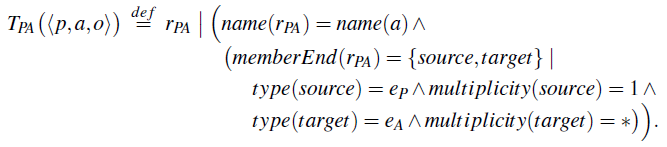 T_PA(⟨p,a,o⟩) def= r_PA | (name(r_PA) = name(a) ∧
(memberEnd(r_PA) = {source,target} |
type(source) = e_P ∧ multiplicity(source) = 1 ∧
type(target) = e_A ∧ multiplicity(target) = ∗)).